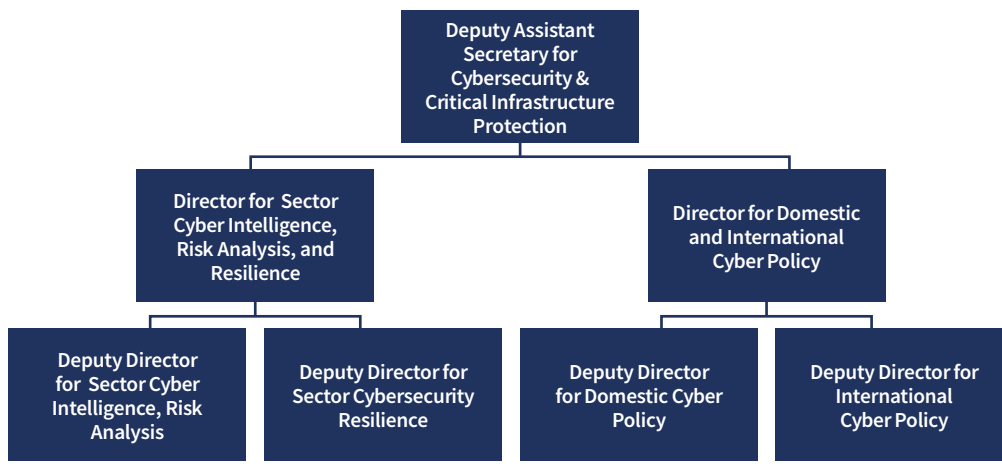 Deputy Assistant
Secretary for
Cybersecurity &
Critical Infrastructure
Protection
Director for Sector
Cyber Intelligence,
Risk Analysis, and
Resilience
Director for Domestic
and International
Cyber Policy
Deputy Director
for Sector Cyber
Intelligence, Risk
Analysis
Deputy Director for
Sector Cybersecurity
Resilience
Deputy Director
for Domestic Cyber
Policy
Deputy Director for
International
Cyber Policy